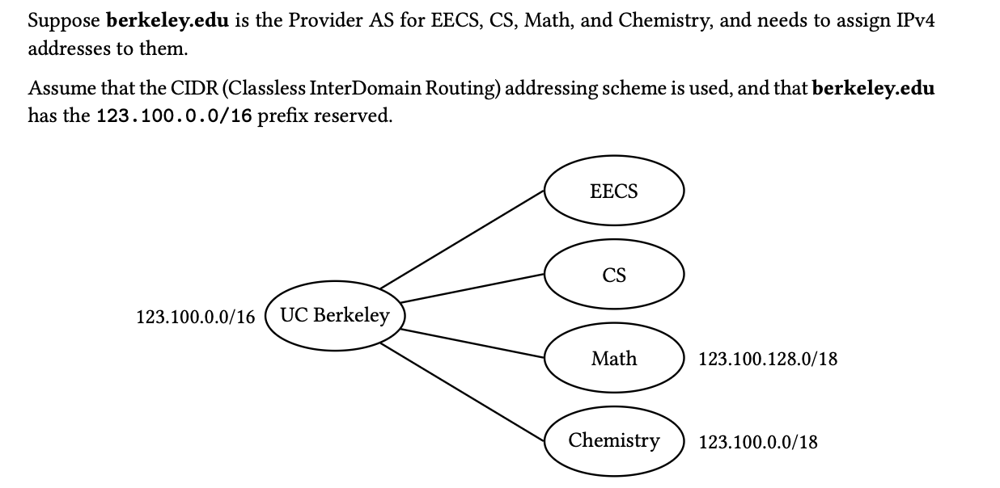 Suppose berkeley.edu is the Provider AS for EECS, CS, Math, and Chemistry, and needs to assign IPv4
addresses to them.
Assume that the CIDR (Classless InterDomain Routing) addressing scheme is used, and that berkeley.edu
has the 123.100.0.0/16 prefix reserved.
EECS
CS
123.100.0.0/16 UC Berkeley
Math 123.100.128.0/18
Chemistry 123.100.0.0/18